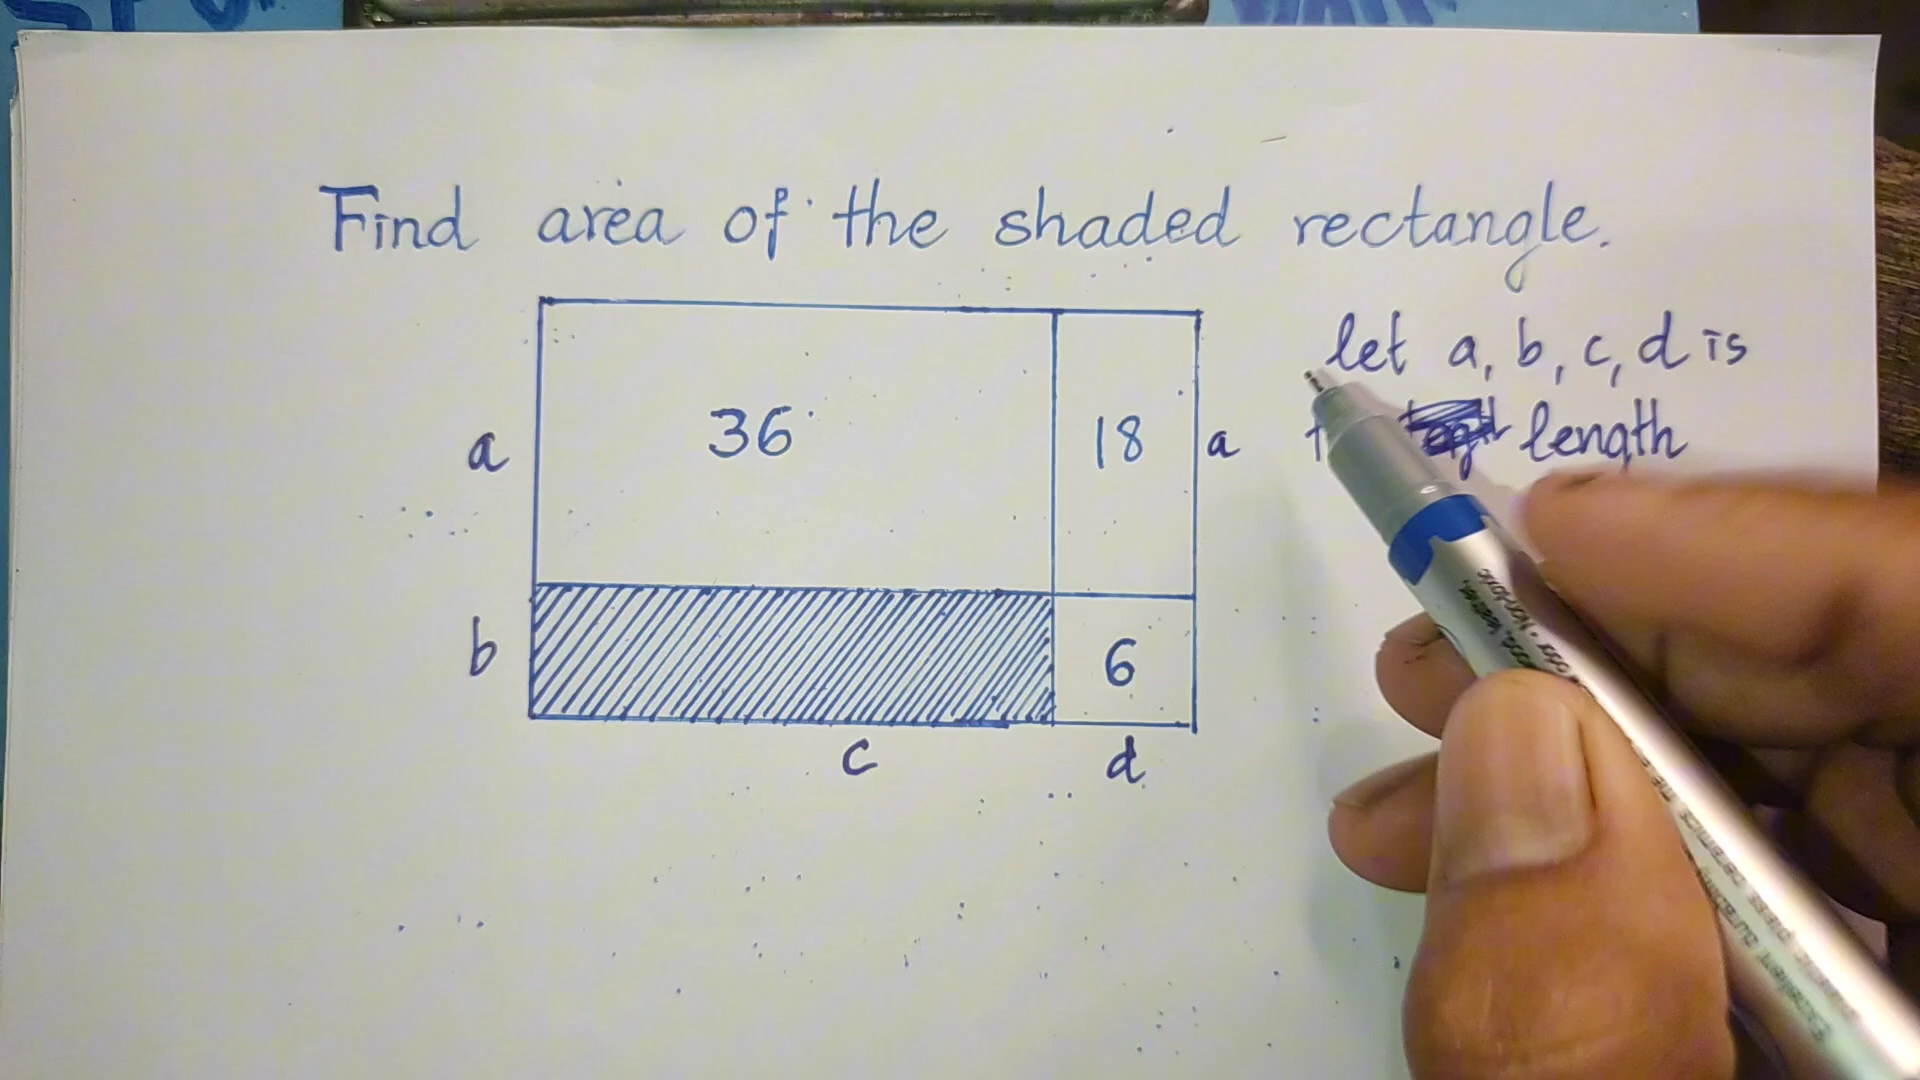 Find area of the shaded rectangle.
let a, b, c, d is
length
36
18
a
a
b
6
c
d